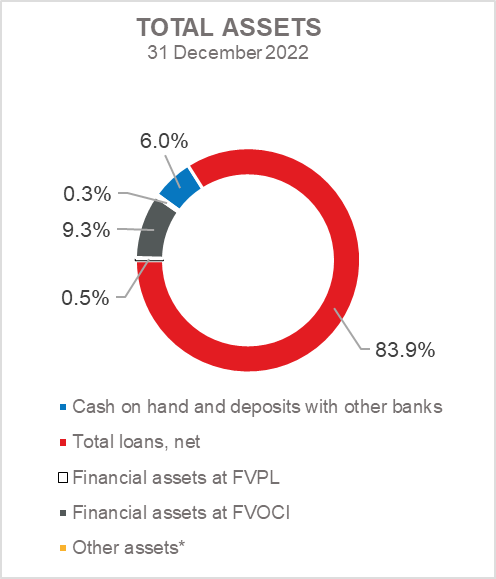 TOTAL ASSETS
31 December 2022
6.0%
0.3%
9.3%
0.5%
83.9%
Cash on hand and deposits with other banks
Total loans, net
Financial assets at FVPL
Financial assets at FVOCI
Other assets*